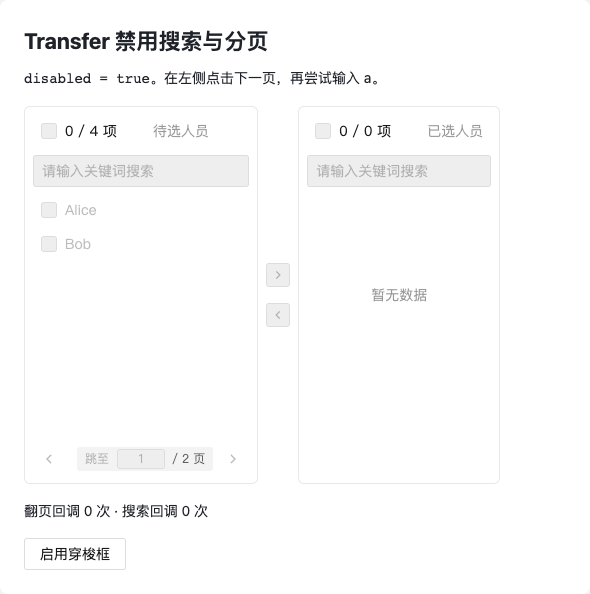 Transfer 禁用搜索与分页
disabled = true。在左侧点击下一页，再尝试输入 a。
0 / 4 项 待选人员
请输入关键词搜索
Alice
Bob
跳至 1 / 2 页
0 / 0 项 已选人员
请输入关键词搜索
暂无数据
翻页回调 0 次 · 搜索回调 0 次
启用穿梭框